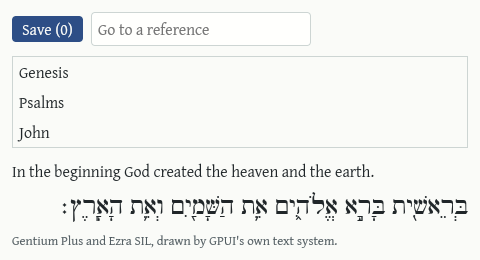 Save (0)
Go to a reference
Genesis
Psalms
John
In the beginning God created the heaven and the earth.
בְּרֵאשִׁ֖ית בָּרָ֣א אֱלֹהִ֑ים אֵ֥ת הַשָּׁמַ֖יִם וְאֵ֥ת הָאָֽרֶץ׃
Gentium Plus and Ezra SIL, drawn by GPUI's own text system.